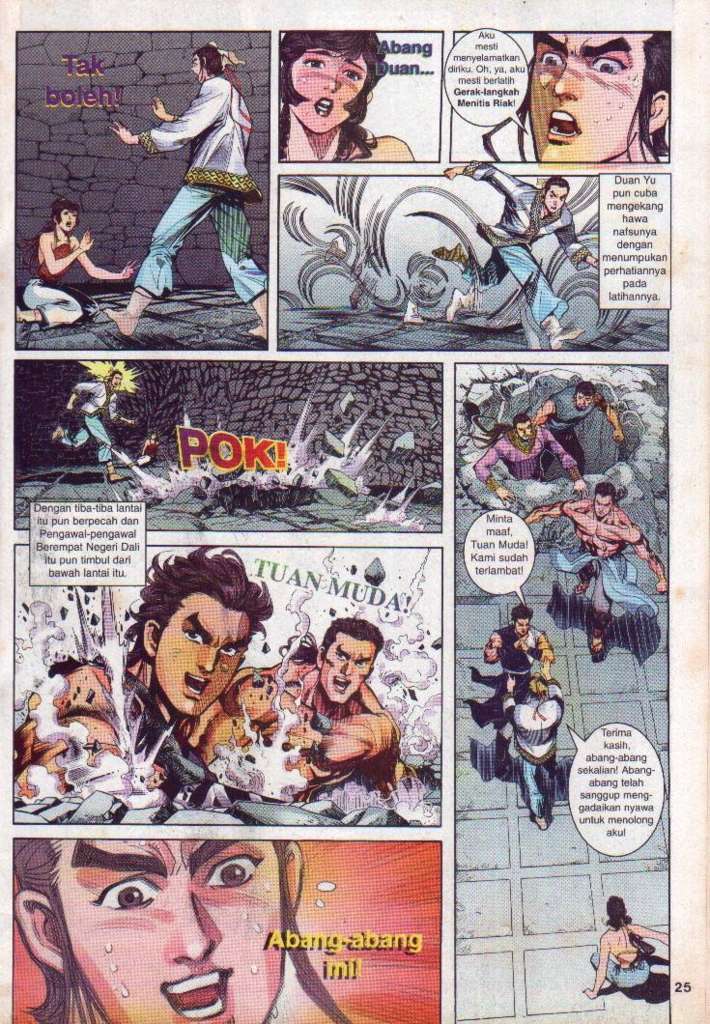 Tak
boleh!
Abang
Duan...
Aku
mesti
menyelamatkan
diriku. Oh, ya, aku
mesti berlatih
Gerak-langkah
Menitis Riak!
Duan Yu
pun cuba
mengekang
hawa
nafsunya
dengan
menumpukan
perhatiannya
pada
latihannya.
POK!
Dengan tiba-tiba lantai
itu pun berpecah dan
Pengawal-pengawal
Berempat Negeri Dali
itu pun timbul dari
bawah lantai itu.
TUAN MUDA!
Abang-abang
ini!
Minta
maaf,
Tuan Muda!
Kami sudah
terlambat!
Terima
kasih,
abang-abang
sekalian! Abang-
abang telah
sanggup meng-
gadaikan nyawa
untuk menolong
aku!
25